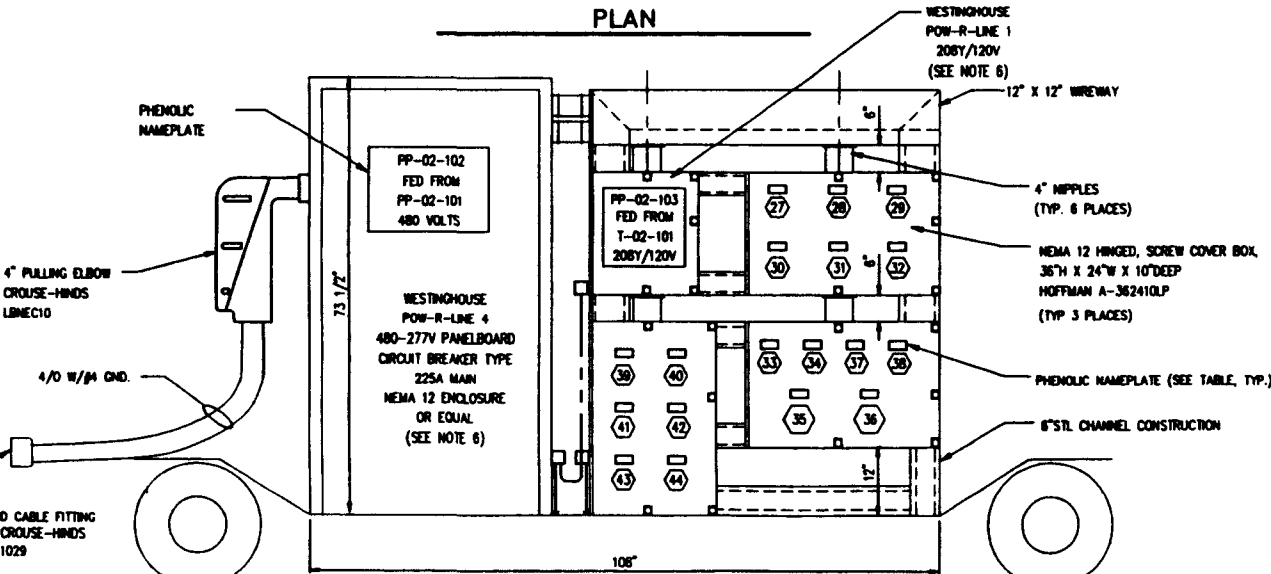 PLAN
WESTINGHOUSE
POW-R-LINE 1
208Y/120V
(SEE NOTE 6)
12" X 12" WIREWAY
PHENOLIC
NAMEPLATE
PP-02-102
FED FROM
PP-02-101
480 VOLTS
6"
4" NIPPLES
(TYP. 6 PLACES)
PP-02-103
FED FROM
T-02-101
208Y/120V
27
28
29
30
31
32
6"
NEMA 12 HINGED, SCREW COVER BOX,
36"H X 24"W X 10"DEEP
HOFFMAN A-362410LP
(TYP 3 PLACES)
4" PULLING ELBOW
CROUSE-HINDS
LBNEC10
73 1/2"
WESTINGHOUSE
POW-R-LINE 4
480-277V PANELBOARD
CIRCUIT BREAKER TYPE
225A MAIN
NEMA 12 ENCLOSURE
OR EQUAL
(SEE NOTE 6)
33
34
37
38
35
36
39
40
41
42
43
44
PHENOLIC NAMEPLATE (SEE TABLE, TYP.)
4/0 W/#4 GND.
STL CHANNEL CONSTRUCTION
12"
D CABLE FITTING
CROUSE-HINDS
1029